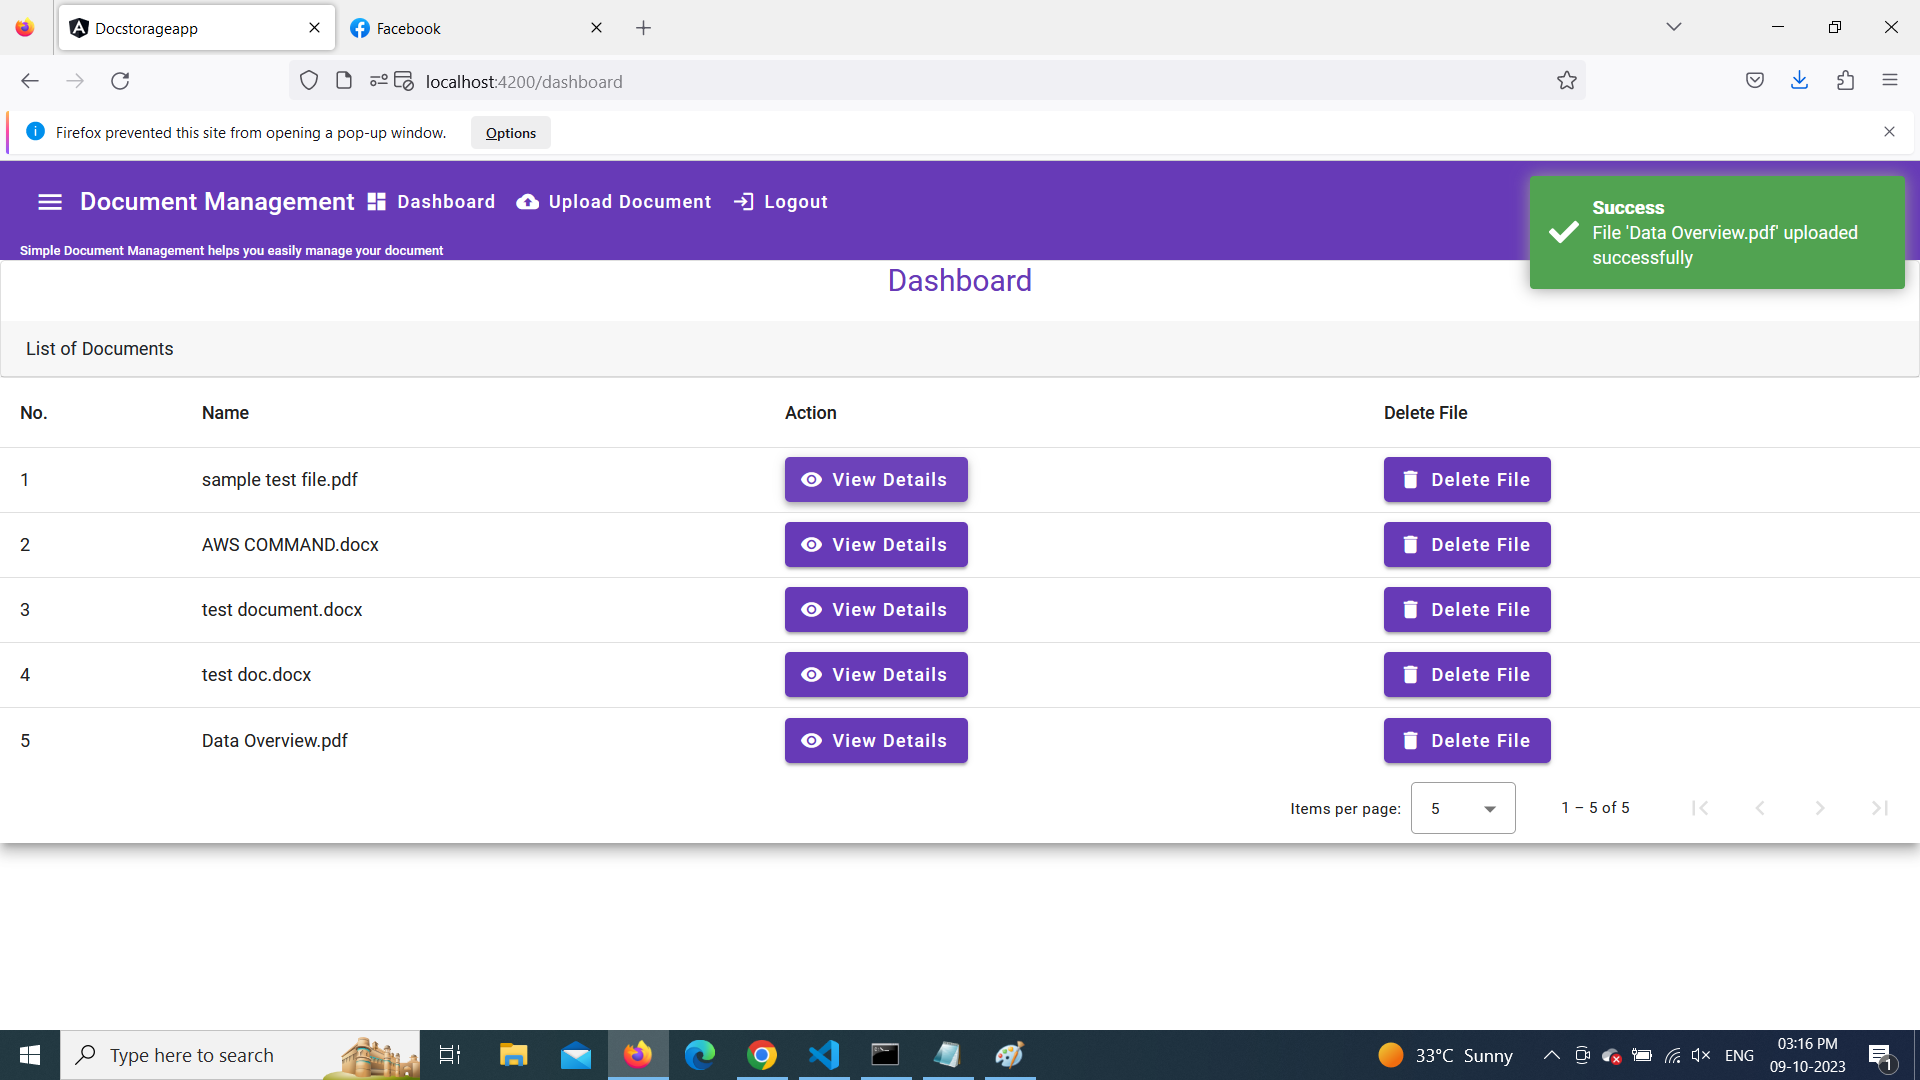 Docstorageapp
Facebook
localhost:4200/dashboard
Firefox prevented this site from opening a pop-up window.
Options
Document Management
Dashboard
Upload Document
Logout
Simple Document Management helps you easily manage your document
Success
File 'Data Overview.pdf' uploaded
successfully
Dashboard
List of Documents
No. Name Action Delete File
1 sample test file.pdf View Details Delete File
2 AWS COMMAND.docx View Details Delete File
3 test document.docx View Details Delete File
4 test doc.docx View Details Delete File
5 Data Overview.pdf View Details Delete File
Items per page: 5 1 – 5 of 5
Type here to search
33°C Sunny
ENG
03:16 PM
09-10-2023
1